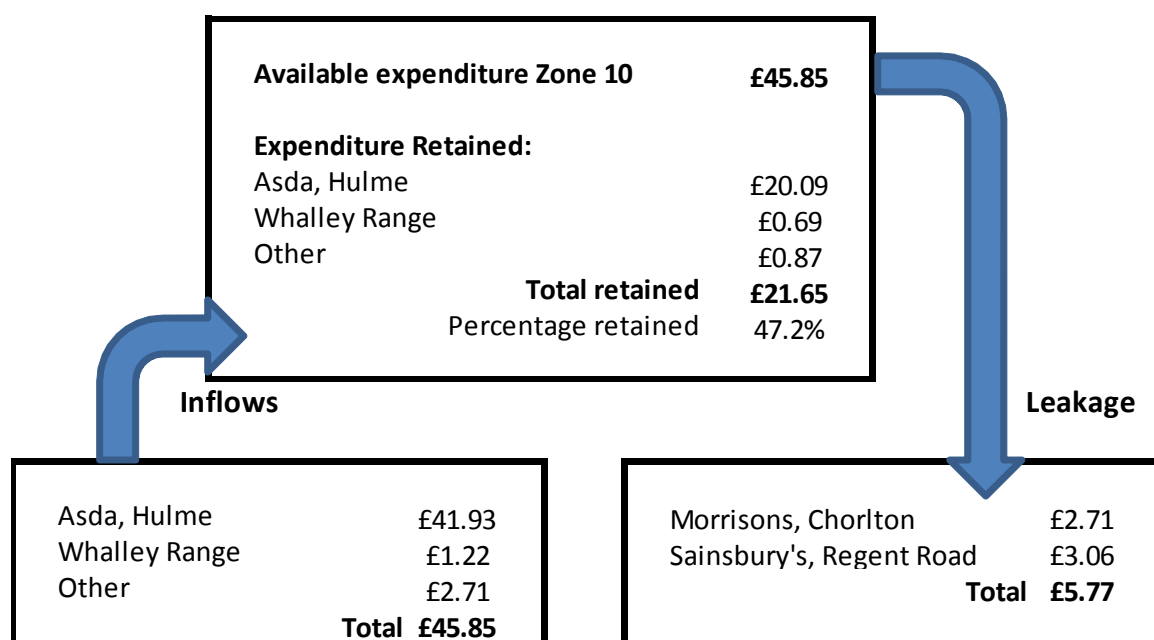 Available expenditure Zone 10 £45.85
Expenditure Retained:
Asda, Hulme £20.09
Whalley Range £0.69
Other £0.87
Total retained £21.65
Percentage retained 47.2%
Inflows
Leakage
Asda, Hulme £41.93
Whalley Range £1.22
Other £2.71
Total £45.85
Morrisons, Chorlton £2.71
Sainsbury's, Regent Road £3.06
Total £5.77